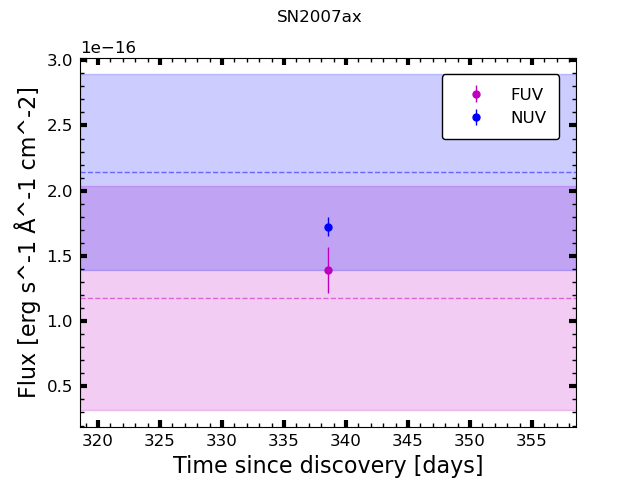 SN2007ax
1e−16
3.0
2.5
2.0
1.5
1.0
0.5
Flux [erg s^-1 Å^-1 cm^-2]
FUV
NUV
320 325 330 335 340 345 350 355
Time since discovery [days]